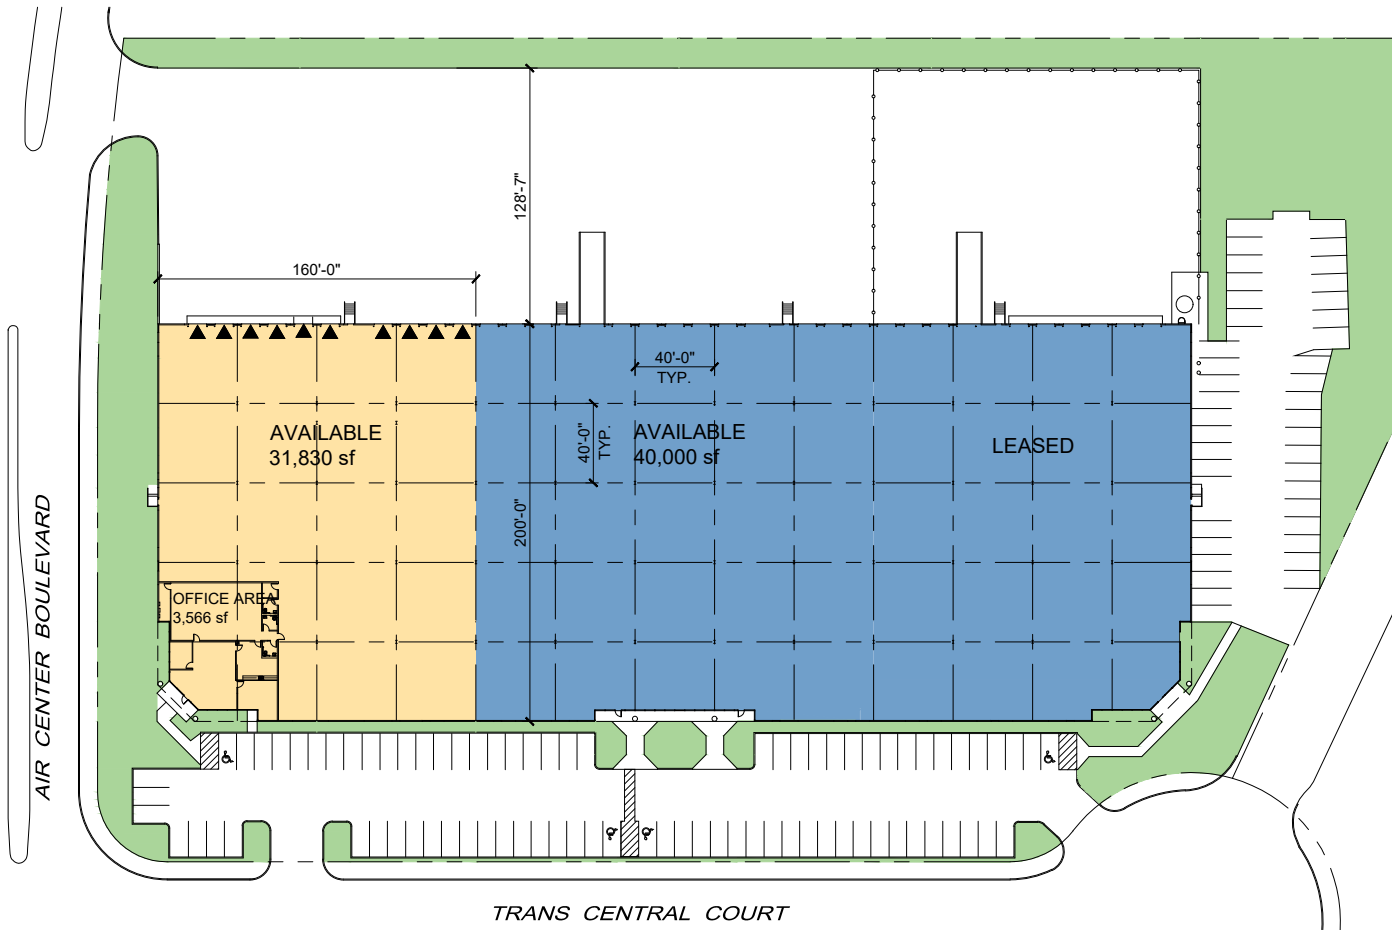 128'-7"
160'-0"
40'-0"
TYP.
AVAILABLE
31,830 sf
40'-0"
TYP.
AVAILABLE
40,000 sf
LEASED
200'-0"
OFFICE AREA
3,566 sf
AIR CENTER BOULEVARD
TRANS CENTRAL COURT